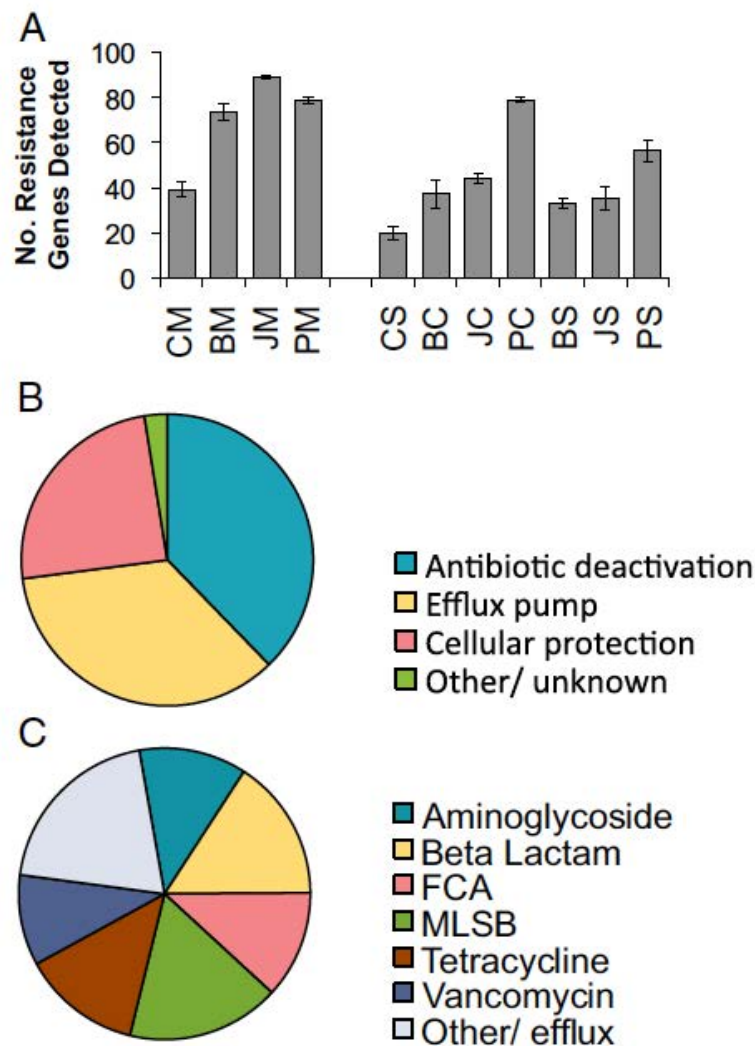 A
No. Resistance
Genes Detected
100
80
60
40
20
0
CM BM JM PM CS BC JC PC BS JS PS
B
Antibiotic deactivation
Efflux pump
Cellular protection
Other/ unknown
C
Aminoglycoside
Beta Lactam
FCA
MLSB
Tetracycline
Vancomycin
Other/ efflux